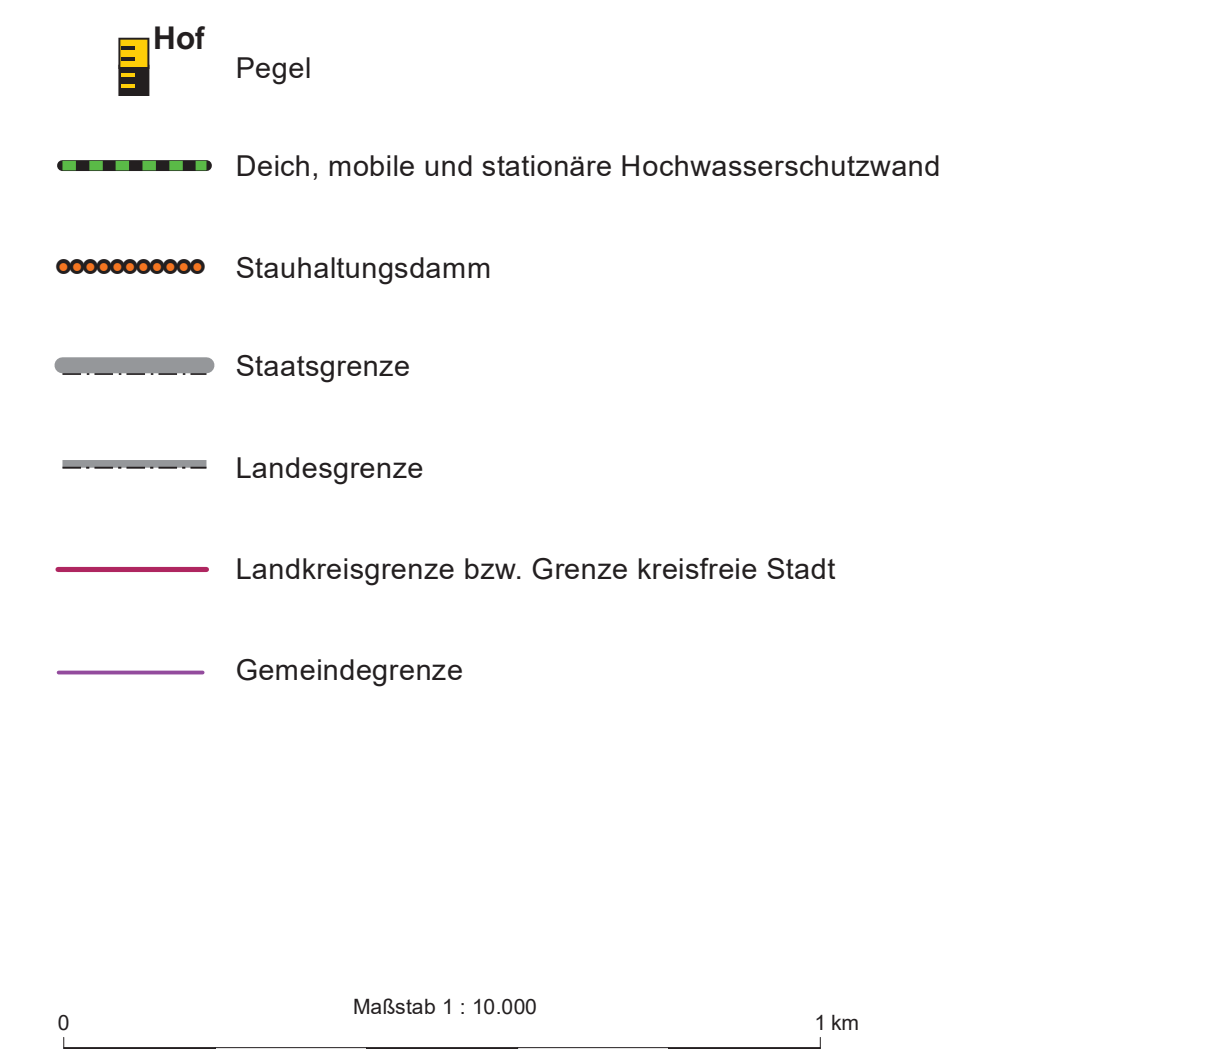 Hof
Pegel
Deich, mobile und stationäre Hochwasserschutzwand
Stauhaltungsdamm
Staatsgrenze
Landesgrenze
Landkreisgrenze bzw. Grenze kreisfreie Stadt
Gemeindegrenze
Maßstab 1 : 10.000
0 1 km